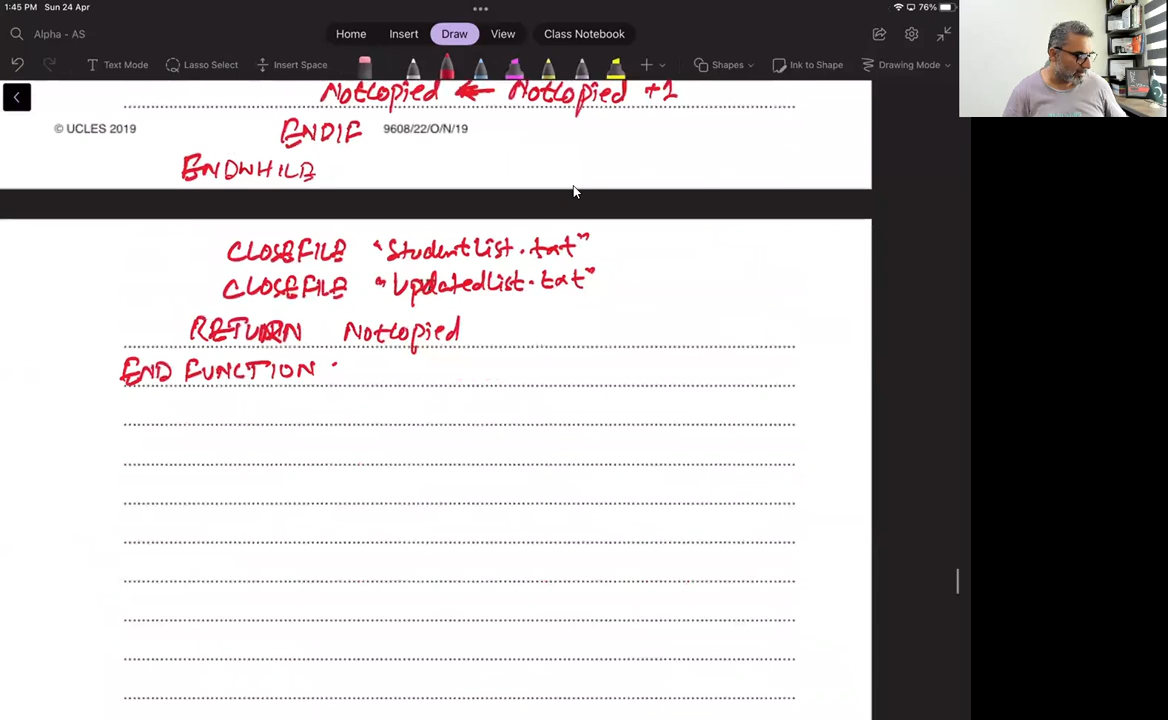 1:45 PM Sun 24 Apr
76%
Alpha - AS
Home Insert Draw View Class Notebook
Text Mode Lasso Select Insert Space Shapes Ink to Shape Drawing Mode
NotCopied ← NotCopied +1
© UCLES 2019 ENDIF 9608/22/O/N/19
ENDWHILE
CLOSEFILE "StudentList.txt"
CLOSEFILE "UpdatedList.txt"
RETURN NotCopied
END FUNCTION